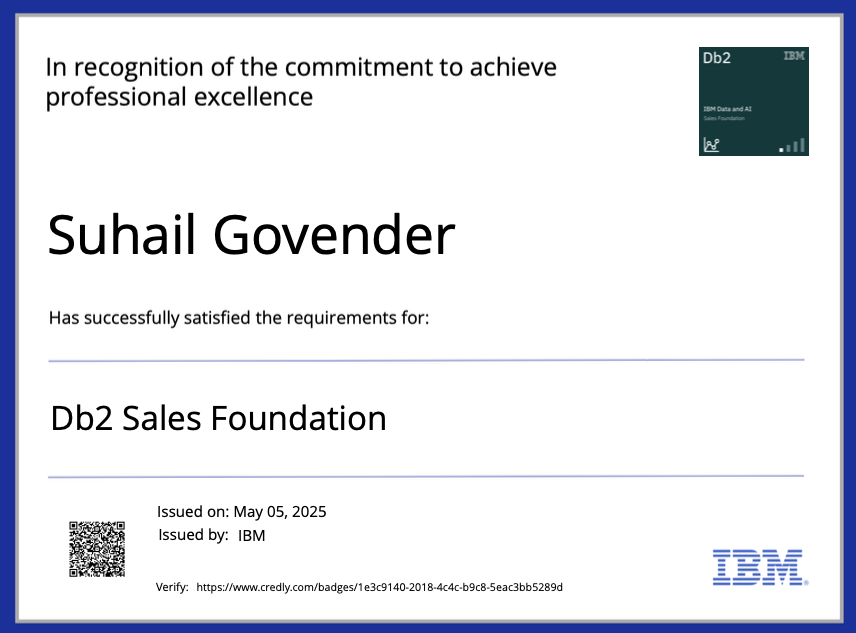 In recognition of the commitment to achieve
professional excellence
Db2 IBM
IBM Data and AI
Sales Foundation
Suhail Govender
Has successfully satisfied the requirements for:
Db2 Sales Foundation
Issued on: May 05, 2025
Issued by: IBM
IBM®
Verify: https://www.credly.com/badges/1e3c9140-2018-4c4c-b9c8-5eac3bb5289d